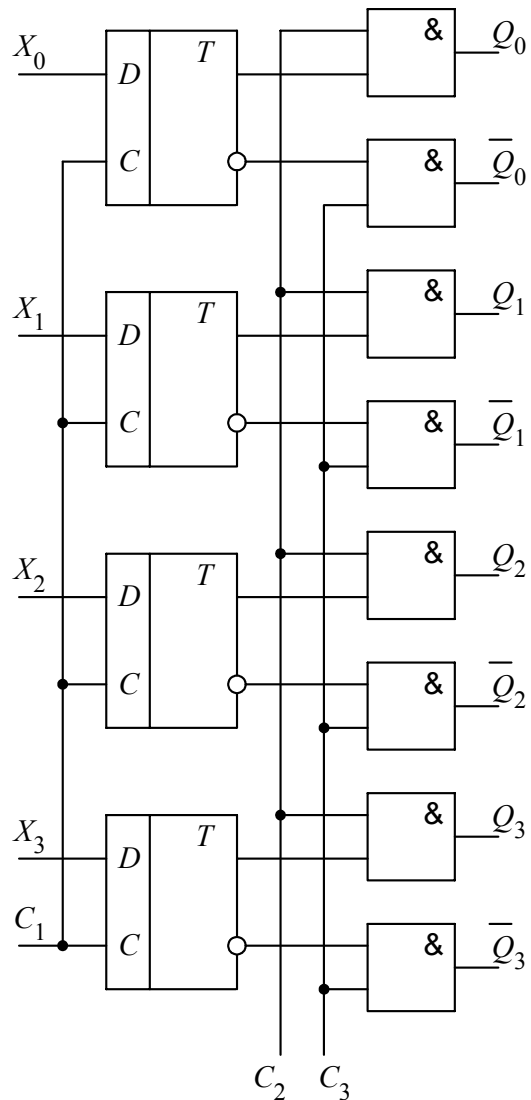 X₀ D T & Q₀
C & Q̅₀
X₁ D T & Q₁
C & Q̅₁
X₂ D T & Q₂
C & Q̅₂
X₃ D T & Q₃
C₁ C & Q̅₃
C₂ C₃